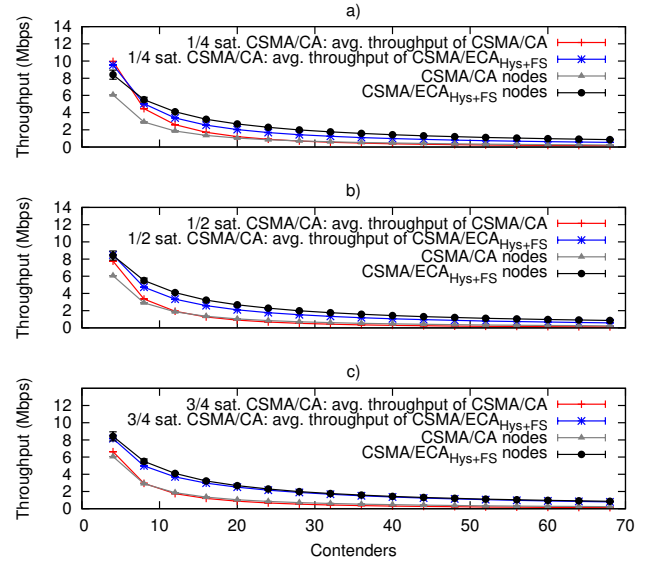 a)
Throughput (Mbps)
14
12
10
8
6
4
2
0
1/4 sat. CSMA/CA: avg. throughput of CSMA/CA
1/4 sat. CSMA/CA: avg. throughput of CSMA/ECAHys+FS
CSMA/CA nodes
CSMA/ECAHys+FS nodes
b)
Throughput (Mbps)
14
12
10
8
6
4
2
0
1/2 sat. CSMA/CA: avg. throughput of CSMA/CA
1/2 sat. CSMA/CA: avg. throughput of CSMA/ECAHys+FS
CSMA/CA nodes
CSMA/ECAHys+FS nodes
c)
Throughput (Mbps)
12
10
8
6
4
2
0
3/4 sat. CSMA/CA: avg. throughput of CSMA/CA
3/4 sat. CSMA/CA: avg. throughput of CSMA/ECAHys+FS
CSMA/CA nodes
CSMA/ECAHys+FS nodes
0 10 20 30 40 50 60 70
Contenders